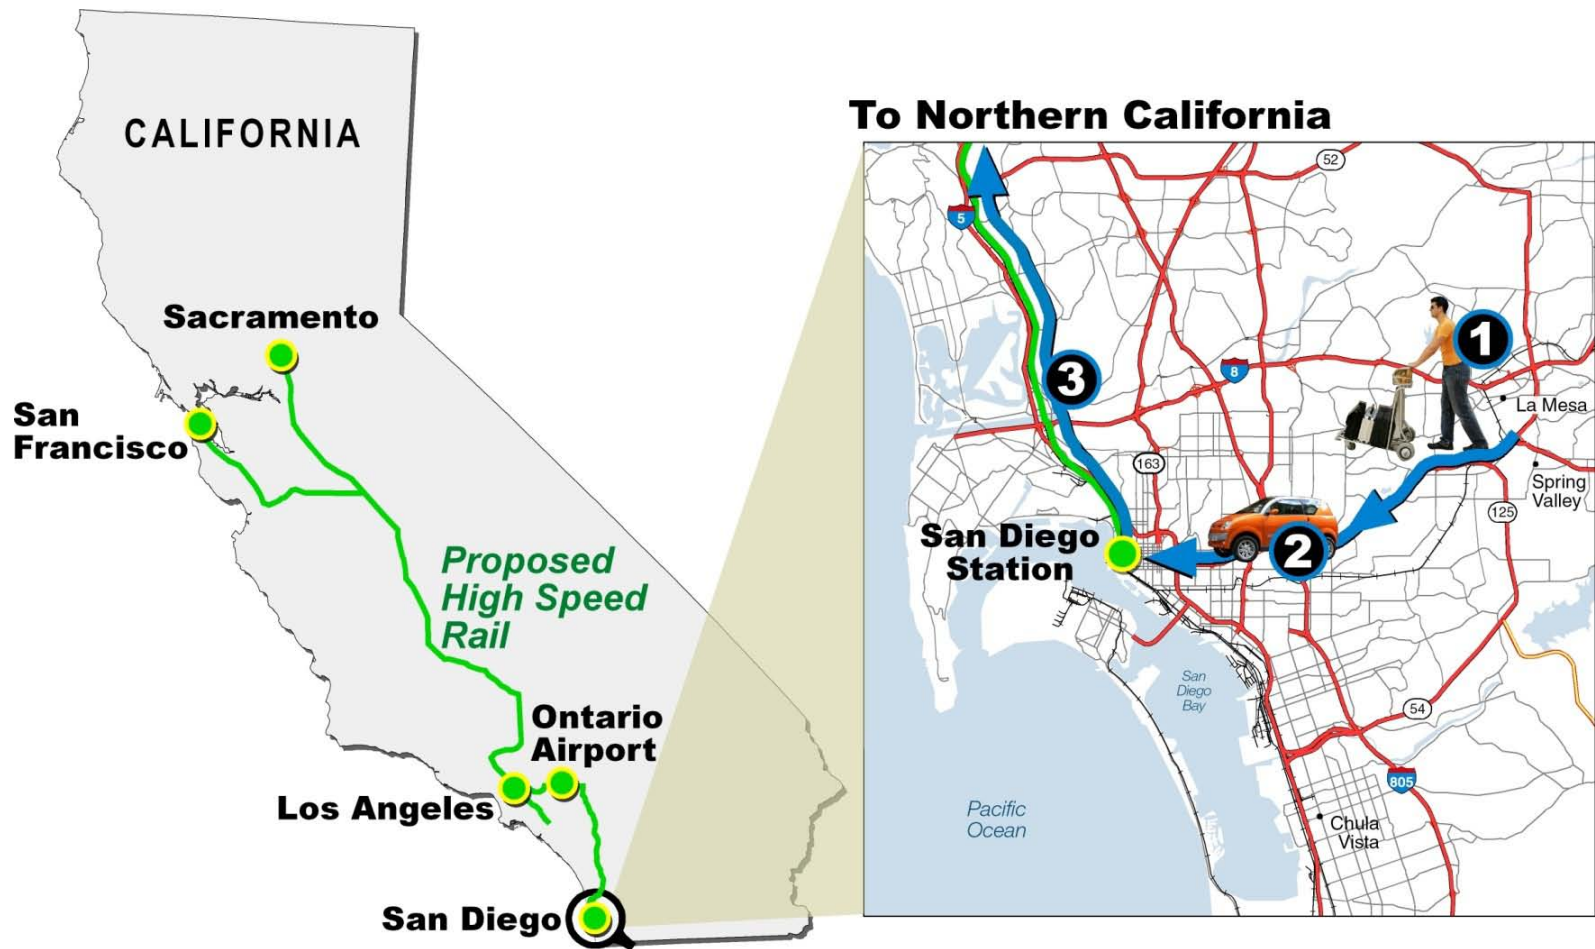 CALIFORNIA
Sacramento
San
Francisco
Proposed
High Speed
Rail
Ontario
Airport
Los Angeles
San Diego
To Northern California
52
5
1
3
8
La Mesa
163
Spring
Valley
125
San Diego
Station
2
San
Diego
Bay
54
805
Pacific
Ocean
Chula
Vista